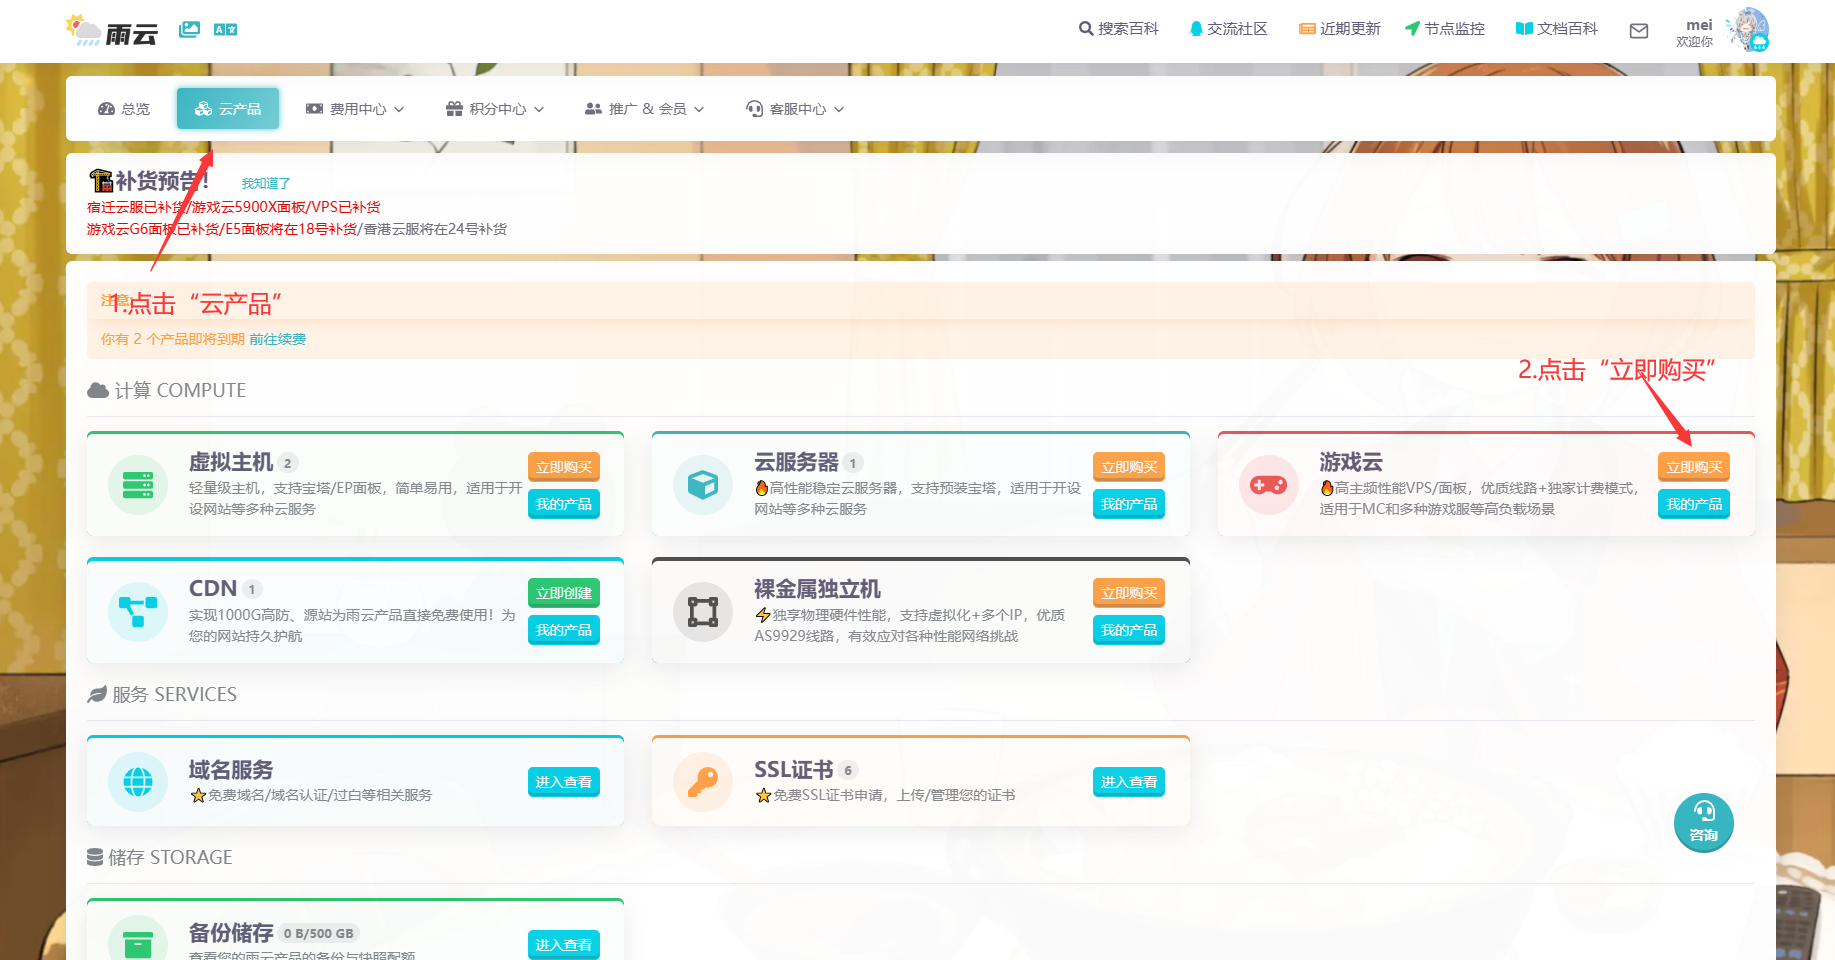 雨云
搜索百科
交流社区
近期更新
节点监控
文档百科
mei
欢迎你
总览
云产品
费用中心
积分中心
推广 & 会员
客服中心
补货预告!
我知道了
宿迁云服已补货/游戏云5900X面板/VPS已补货
游戏云G6面板已补货/E5面板将在18号补货/香港云服将在24号补货
注意
1.点击“云产品”
你有 2 个产品即将到期 前往续费
2.点击“立即购买”
计算 COMPUTE
虚拟主机 2
轻量级主机，支持宝塔/EP面板，简单易用，适用于开
设网站等多种云服务
立即购买
我的产品
云服务器 1
🔥高性能稳定云服务器，支持预装宝塔，适用于开设
网站等多种云服务
立即购买
我的产品
游戏云
🔥高主频性能VPS/面板，优质线路+独家计费模式，
适用于MC和多种游戏服等高负载场景
立即购买
我的产品
CDN 1
实现1000G高防、源站为雨云产品直接免费使用！为
您的网站持久护航
立即创建
我的产品
裸金属独立机
⚡独享物理硬件性能，支持虚拟化+多个IP，优质
AS9929线路，有效应对各种性能网络挑战
立即购买
我的产品
服务 SERVICES
域名服务
⭐免费域名/域名认证/过白等相关服务
进入查看
SSL证书 6
⭐免费SSL证书申请，上传/管理您的证书
进入查看
咨询
储存 STORAGE
备份储存 0 B/500 GB
查看您的雨云产品的备份与快照配额
进入查看